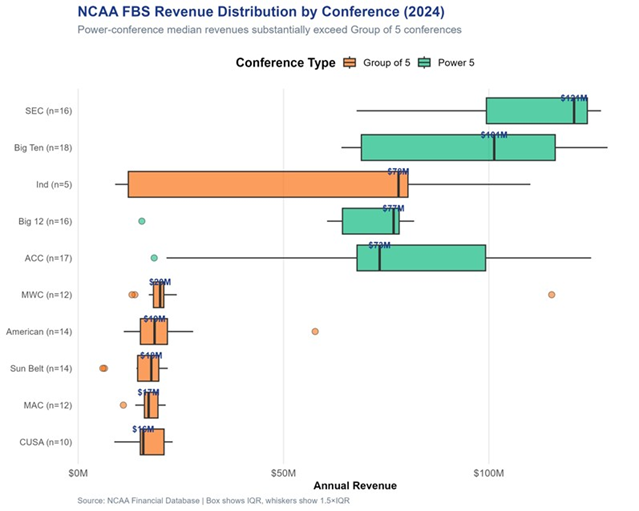 NCAA FBS Revenue Distribution by Conference (2024)
Power-conference median revenues substantially exceed Group of 5 conferences
Conference Type Group of 5 Power 5
SEC (n=16) $121M
Big Ten (n=18) $101M
Ind (n=5) $78M
Big 12 (n=16) $77M
ACC (n=17) $73M
MWC (n=12) $20M
American (n=14) $19M
Sun Belt (n=14) $18M
MAC (n=12) $17M
CUSA (n=10) $16M
$0M $50M $100M
Annual Revenue
Source: NCAA Financial Database | Box shows IQR, whiskers show 1.5×IQR